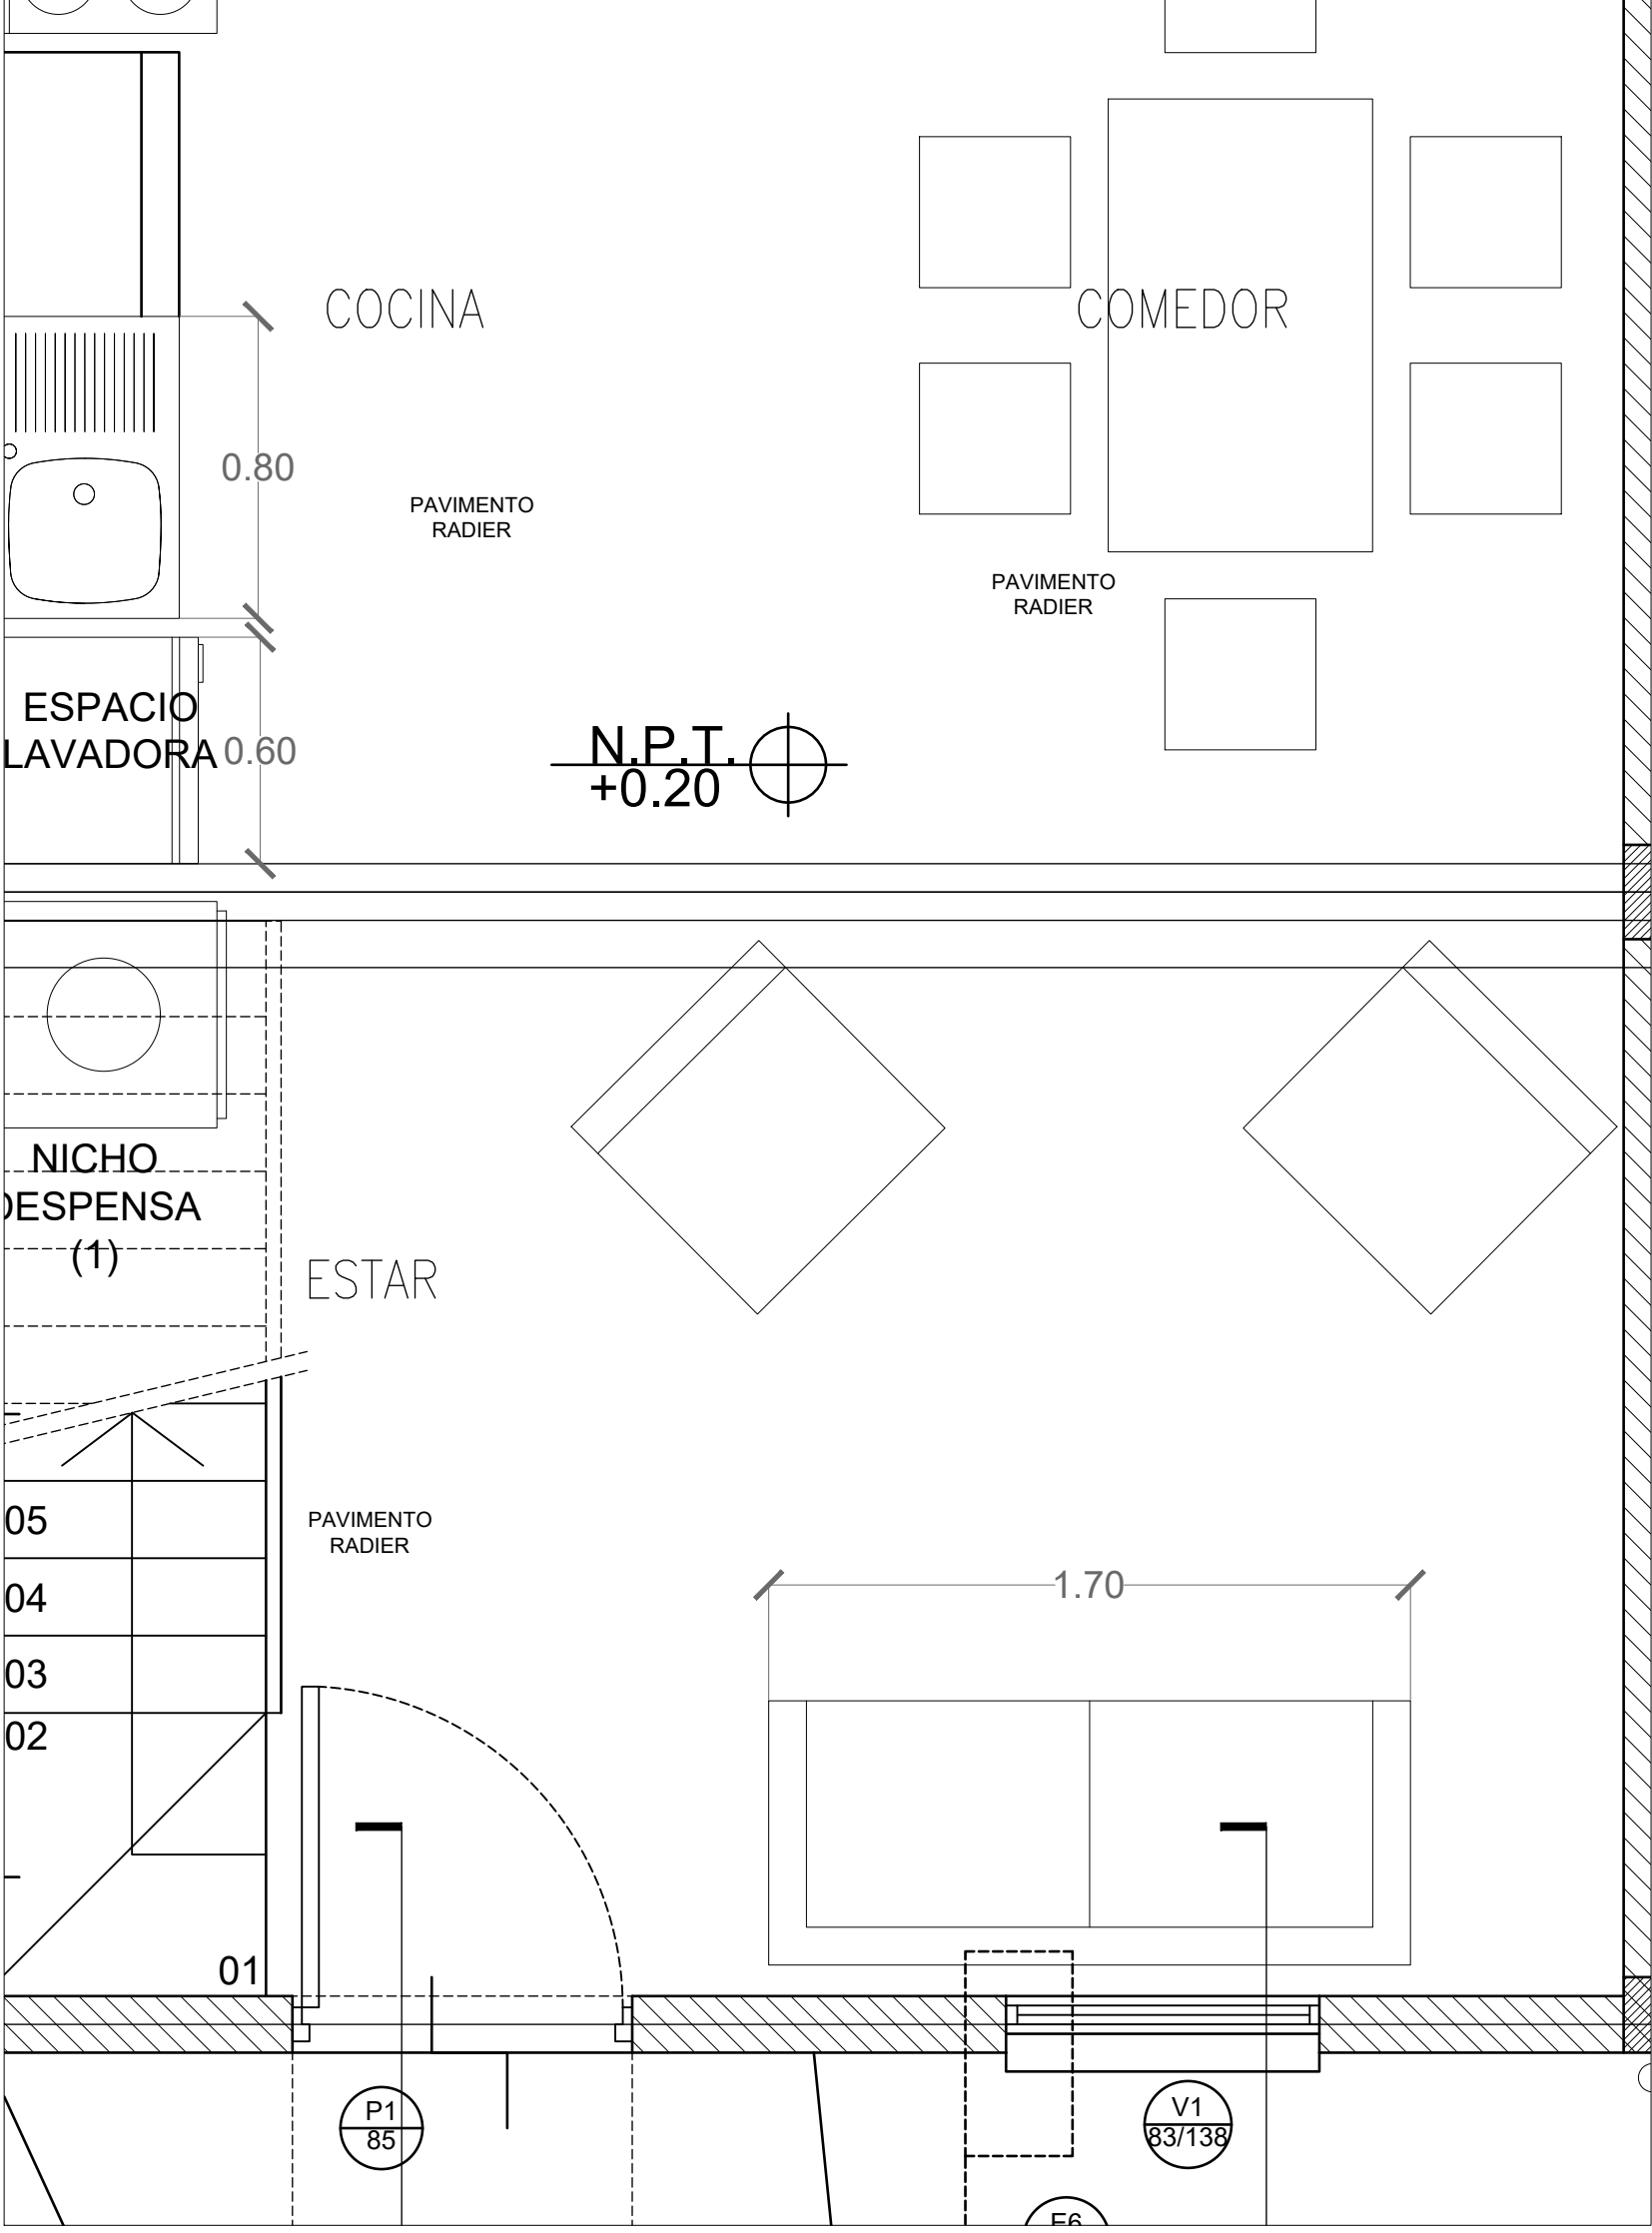 COCINA
COMEDOR
0.80
PAVIMENTO
RADIER
PAVIMENTO
RADIER
ESPACIO
LAVADORA
0.60
N.P.T.
+0.20
NICHO
DESPENSA
(1)
ESTAR
05
04
03
02
01
PAVIMENTO
RADIER
1.70
P1
85
V1
83/138